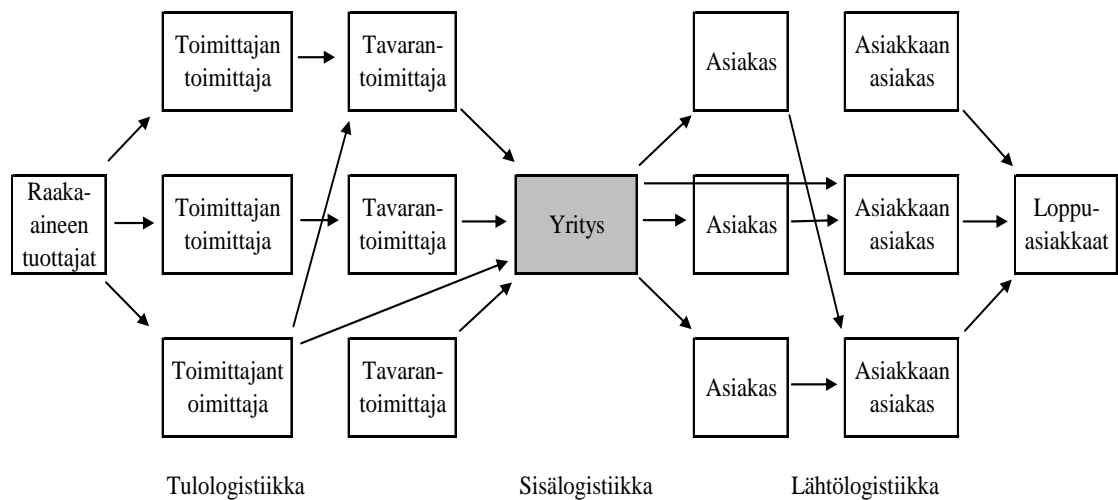 Toimittajan
toimittaja
Tavaran-
toimittaja
Asiakas
Asiakkaan
asiakas
Raaka-
aineen
tuottajat
Toimittajan
toimittaja
Tavaran-
toimittaja
Yritys
Asiakas
Asiakkaan
asiakas
Loppu-
asiakkaat
Toimittajant
oimittaja
Tavaran-
toimittaja
Asiakas
Asiakkaan
asiakas
Tulologistiikka
Sisälogistiikka
Lähtölogistiikka